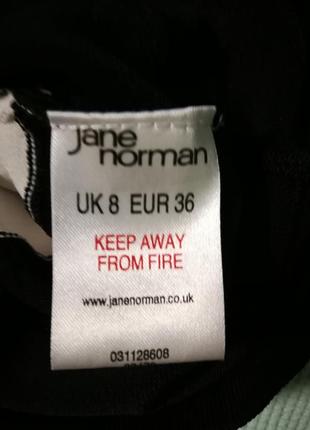 jane
norman
UK 8 EUR 36
KEEP AWAY
FROM FIRE
www.janenorman.co.uk
031128608